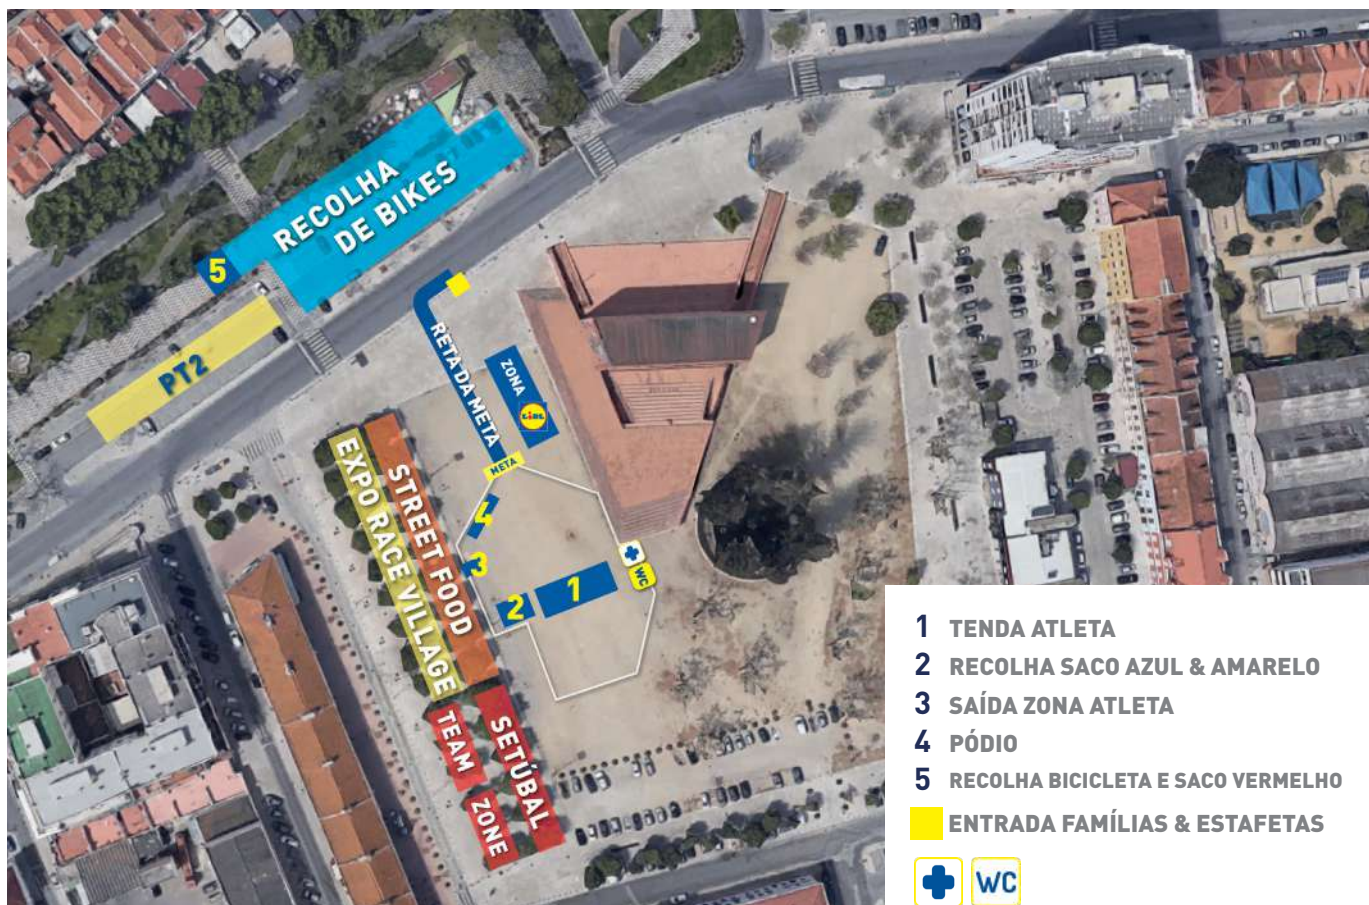 RECOLHA
DE BIKES
5
PT2
RETA DA META
ZONA
LIDL
META
EXPO RACE VILLAGE
STREET FOOD
4
3
2
1
WC
TEAM
ZONE
SETÚBAL
1 TENDA ATLETA
2 RECOLHA SACO AZUL & AMARELO
3 SAÍDA ZONA ATLETA
4 PÓDIO
5 RECOLHA BICICLETA E SACO VERMELHO
ENTRADA FAMÍLIAS & ESTAFETAS
WC